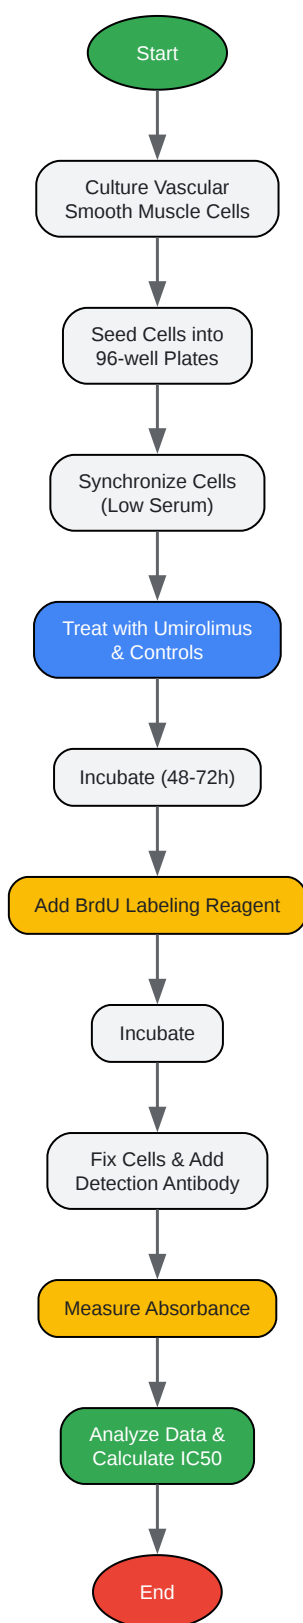 Start
Culture Vascular
Smooth Muscle Cells
Seed Cells into
96-well Plates
Synchronize Cells
(Low Serum)
Treat with Umirolimus
& Controls
Incubate (48-72h)
Add BrdU Labeling Reagent
Incubate
Fix Cells & Add
Detection Antibody
Measure Absorbance
Analyze Data &
Calculate IC50
End